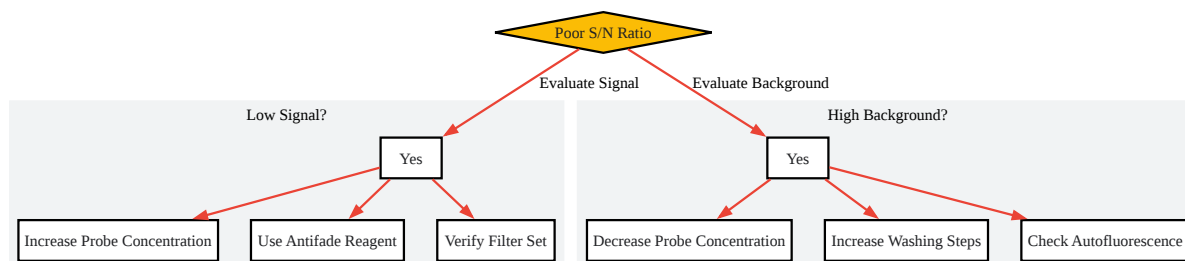 Poor S/N Ratio
Evaluate Signal
Evaluate Background
Low Signal?
High Background?
Yes
Yes
Increase Probe Concentration
Use Antifade Reagent
Verify Filter Set
Decrease Probe Concentration
Increase Washing Steps
Check Autofluorescence